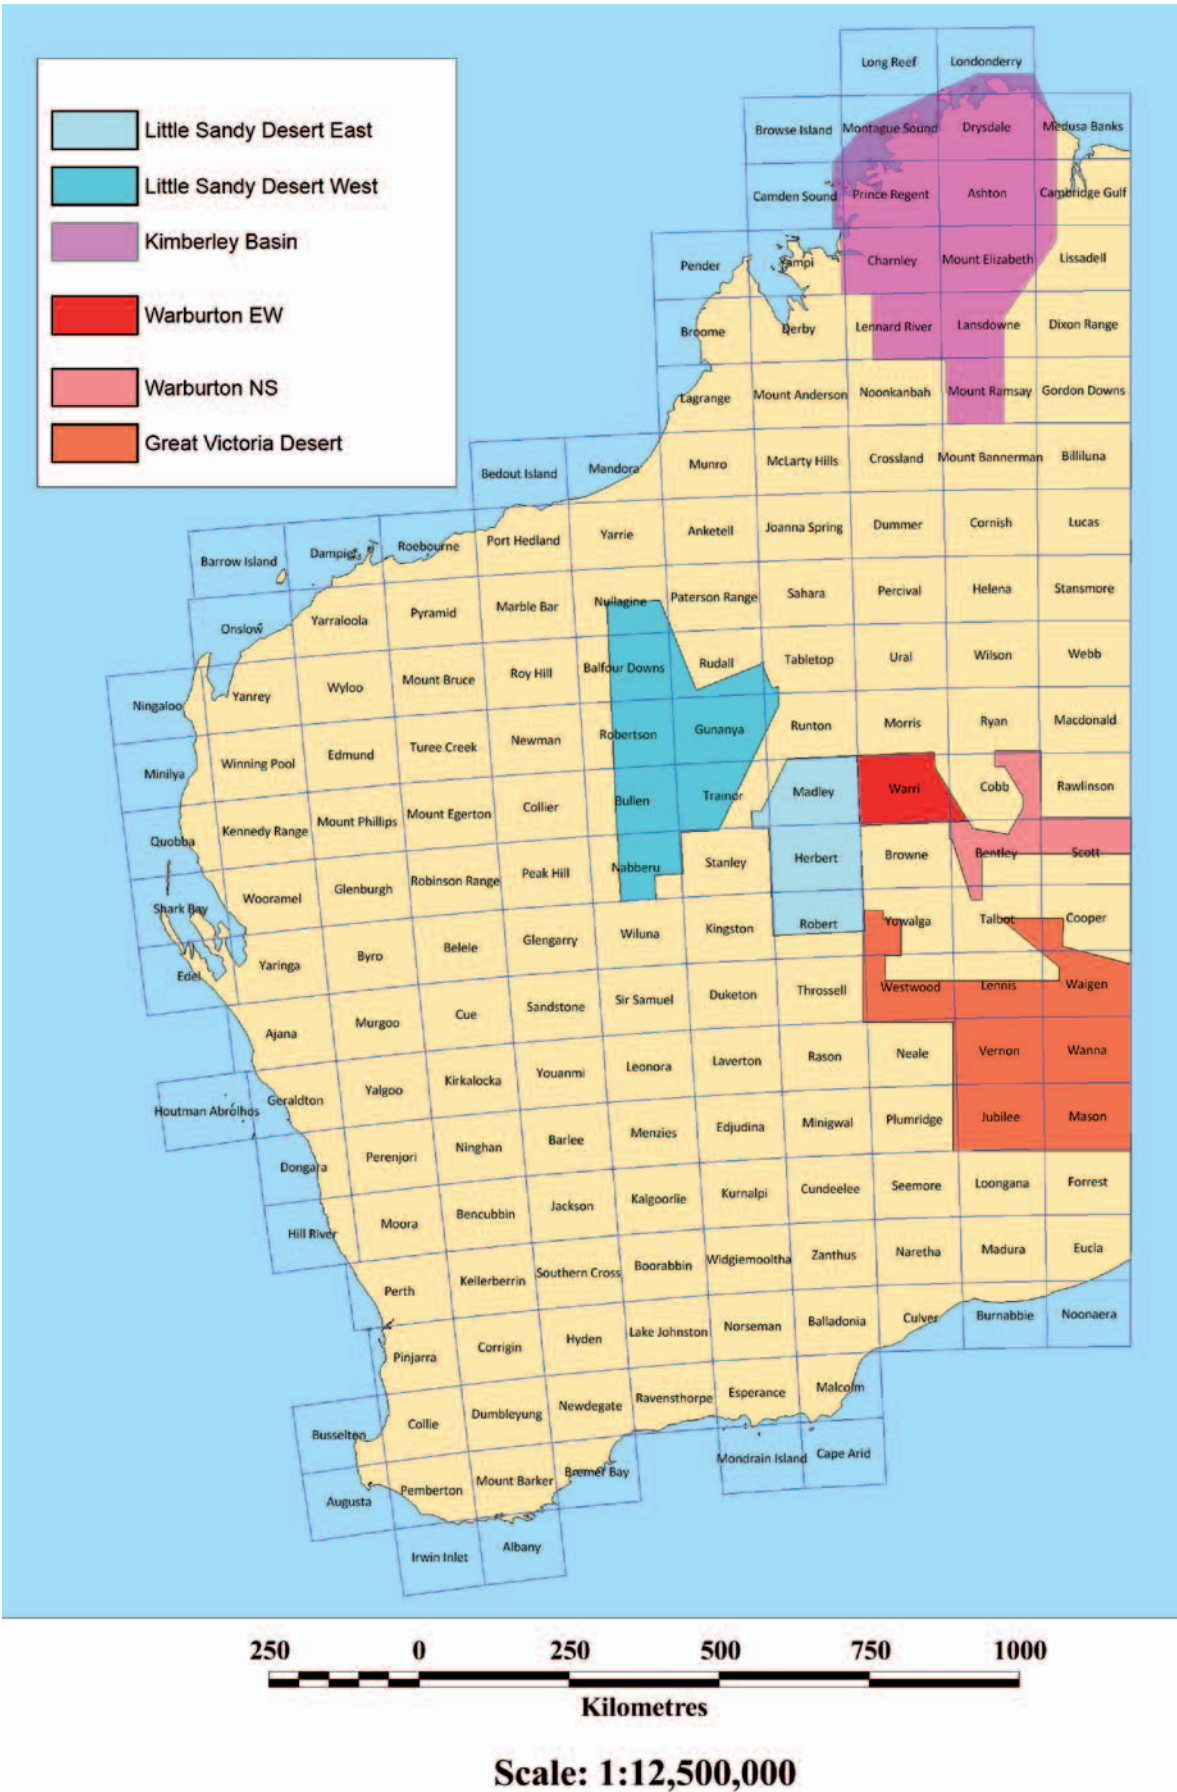 Little Sandy Desert East
Little Sandy Desert West
Kimberley Basin
Warburton EW
Warburton NS
Great Victoria Desert
Long Reef Londonderry
Browse Island Montague Sound Drysdale Medusa Banks
Camden Sound Prince Regent Ashton Cambridge Gulf
Pender Yampi Charnley Mount Elizabeth Lissadell
Broome Derby Lennard River Lansdowne Dixon Range
Lagrange Mount Anderson Noonkanbah Mount Ramsay Gordon Downs
Bedout Island Mandora Munro McLarty Hills Crossland Mount Bannerman Billiluna
Barrow Island Dampier Roebourne Port Hedland Yarrie Anketell Joanna Spring Dummer Cornish Lucas
Onslow Yarraloola Pyramid Marble Bar Nullagine Paterson Range Sahara Percival Helena Stansmore
Ningaloo Yanrey Wyloo Mount Bruce Roy Hill Balfour Downs Rudall Tabletop Ural Wilson Webb
Minilya Winning Pool Edmund Turee Creek Newman Robertson Gunanya Runton Morris Ryan Macdonald
Quobba Kennedy Range Mount Phillips Mount Egerton Collier Bullen Trainor Madley Warri Cobb Rawlinson
Shark Bay Wooramel Glenburgh Robinson Range Peak Hill Nabberu Stanley Herbert Browne Bentley Scott
Edel Yaringa Byro Belele Glengarry Wiluna Kingston Robert Yowalga Talbot Cooper
Ajana Murgoo Cue Sandstone Sir Samuel Duketon Throssell Westwood Lennis Waigen
Houtman Abrolhos Geraldton Yalgoo Kirkalocka Youanmi Leonora Laverton Rason Neale Vernon Wanna
Dongara Perenjori Ninghan Barlee Menzies Edjudina Minigwal Plumridge Jubilee Mason
Hill River Moora Bencubbin Jackson Kalgoorlie Kurnalpi Cundeelee Seemore Loongana Forrest
Perth Kellerberrin Southern Cross Boorabbin Widgiemooltha Zanthus Naretha Madura Eucla
Pinjarra Corrigin Hyden Lake Johnston Norseman Balladonia Culver Burnabbie Noonaera
Busselton Collie Dumbleyung Newdegate Ravensthorpe Esperance Malcolm
Augusta Pemberton Mount Barker Bremer Bay Mondrain Island Cape Arid
Irwin Inlet Albany
250 0 250 500 750 1000
Kilometres
Scale: 1:12,500,000